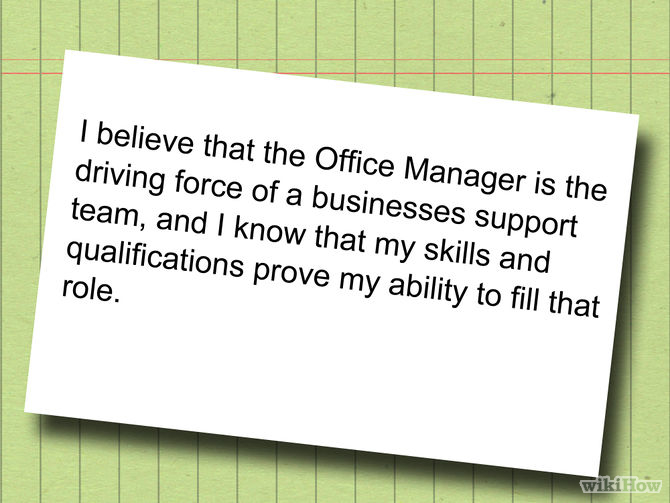 I believe that the Office Manager is the
driving force of a businesses support
team, and I know that my skills and
qualifications prove my ability to fill that
role.
wikiHow